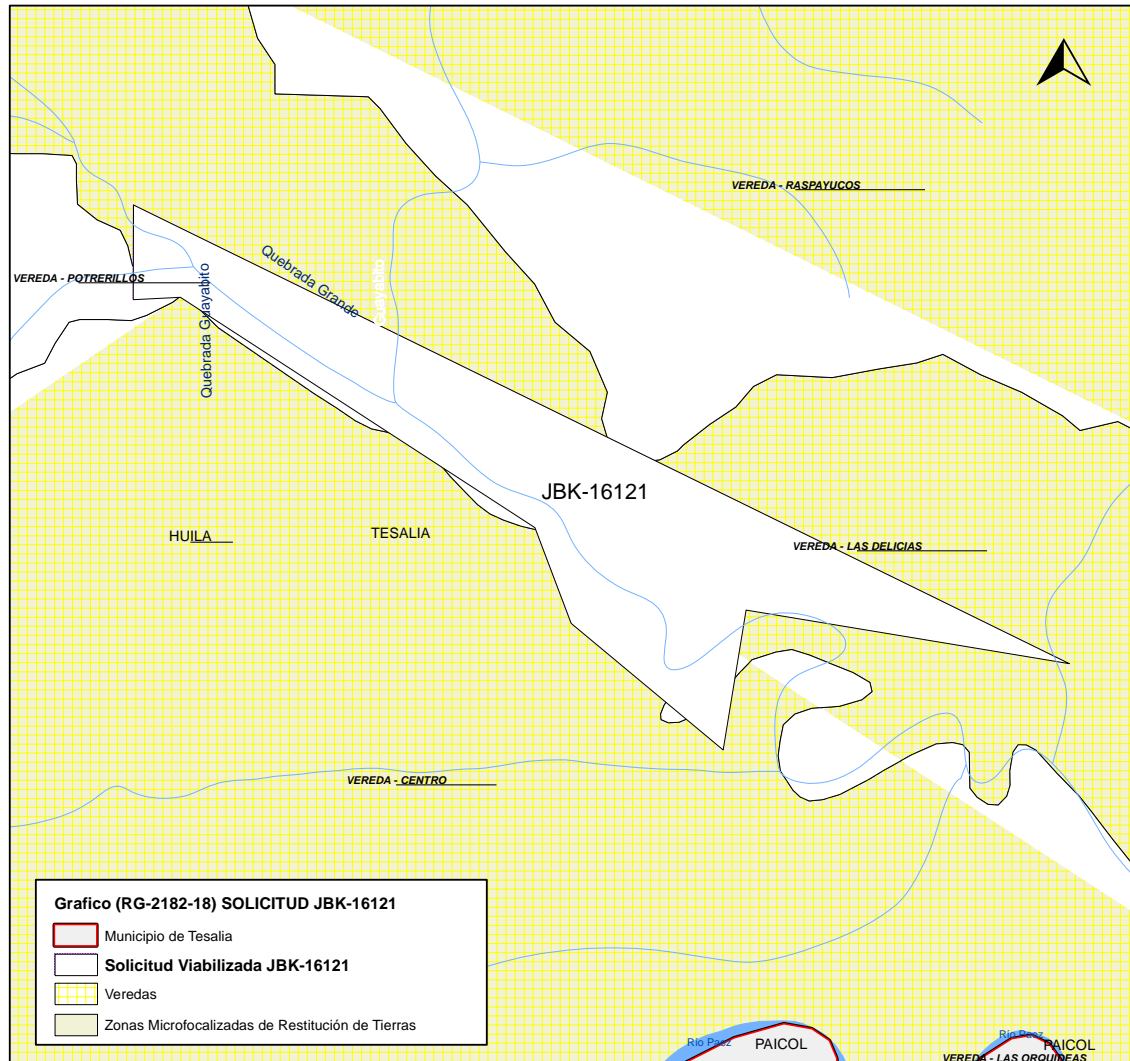 VEREDA - RASPAYUCOS
Quebrada Grande
VEREDA - POTRERILLOS
Quebrada Guayabito
JBK-16121
HUILA
TESALIA
VEREDA - LAS DELICIAS
VEREDA - CENTRO
Grafico (RG-2182-18) SOLICITUD JBK-16121
Municipio de Tesalia
Solicitud Viabilizada JBK-16121
Veredas
Zonas Microfocalizadas de Restitución de Tierras
Río Paez
PAICOL
Río Paez
PAICOL
VEREDA - LAS ORQUIDEAS